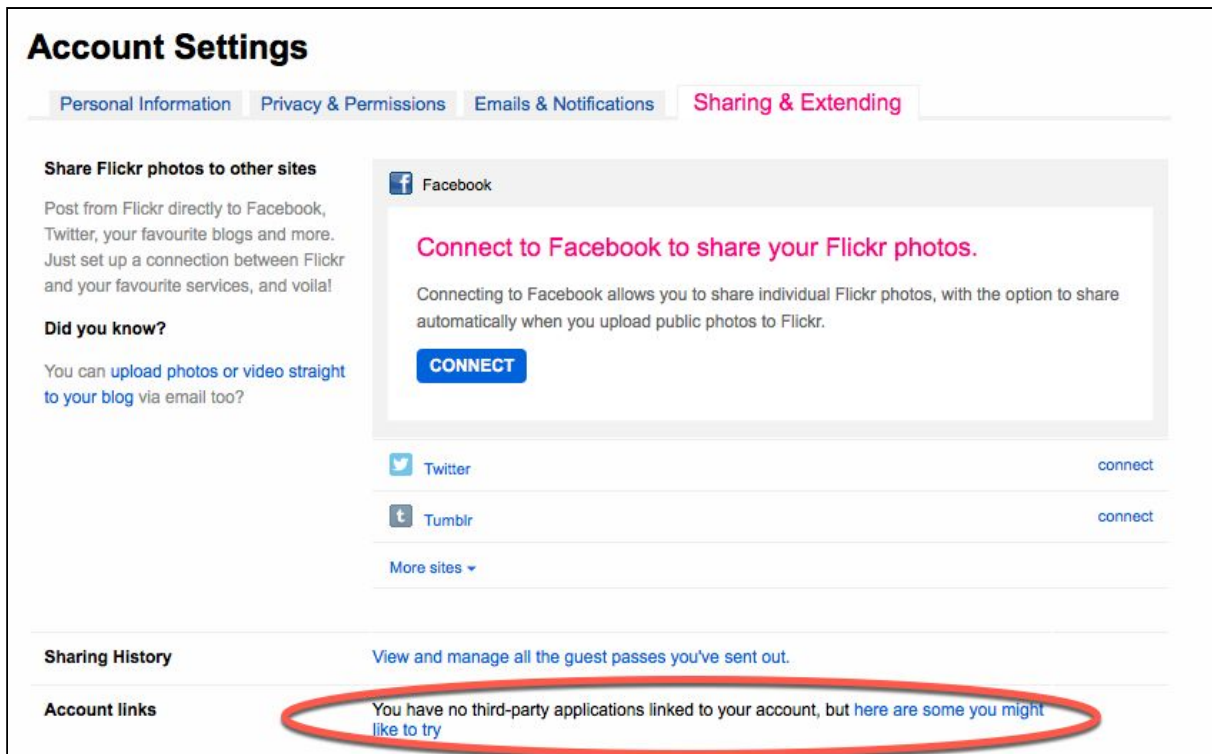 Account Settings
Personal Information
Privacy & Permissions
Emails & Notifications
Sharing & Extending
Share Flickr photos to other sites
Post from Flickr directly to Facebook,
Twitter, your favourite blogs and more.
Just set up a connection between Flickr
and your favourite services, and voila!
Did you know?
You can upload photos or video straight
to your blog via email too?
Facebook
Connect to Facebook to share your Flickr photos.
Connecting to Facebook allows you to share individual Flickr photos, with the option to share
automatically when you upload public photos to Flickr.
CONNECT
Twitter connect
Tumblr connect
More sites
Sharing History
View and manage all the guest passes you've sent out.
Account links
You have no third-party applications linked to your account, but here are some you might
like to try